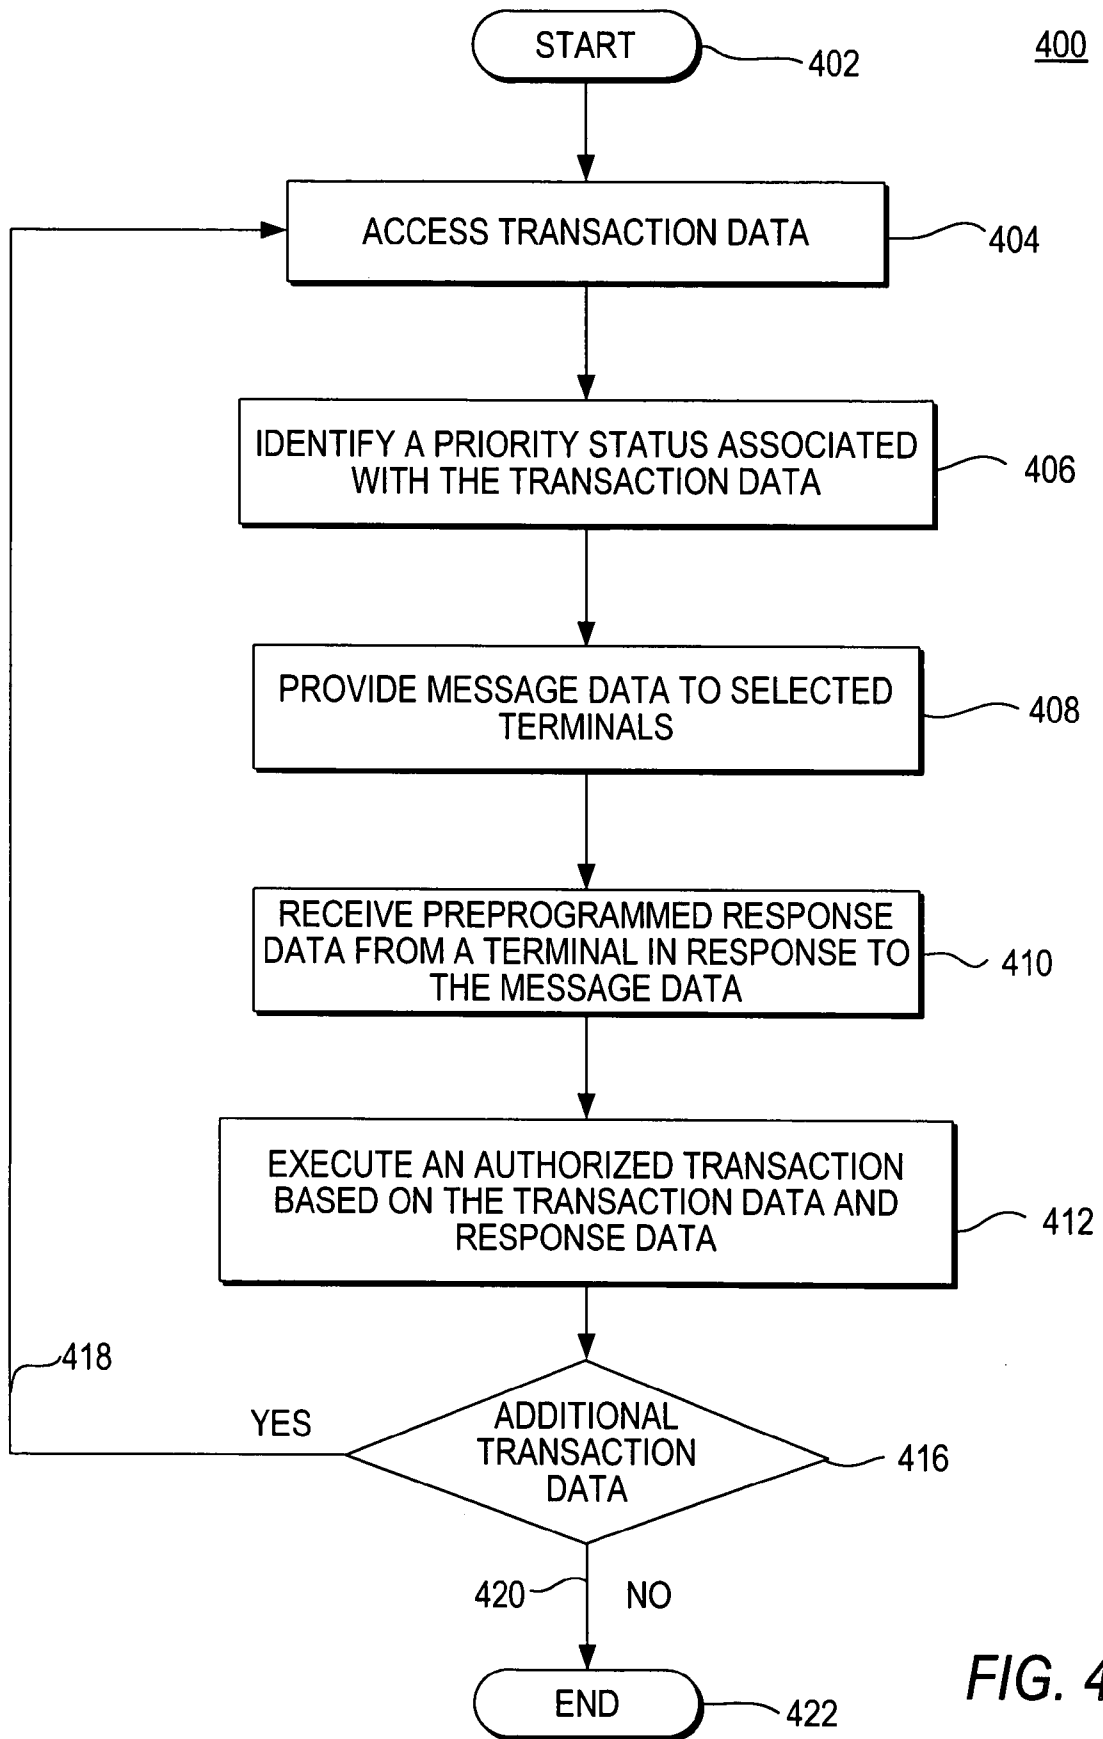 START
402
400
ACCESS TRANSACTION DATA
404
IDENTIFY A PRIORITY STATUS ASSOCIATED
WITH THE TRANSACTION DATA
406
PROVIDE MESSAGE DATA TO SELECTED
TERMINALS
408
RECEIVE PREPROGRAMMED RESPONSE
DATA FROM A TERMINAL IN RESPONSE TO
THE MESSAGE DATA
410
EXECUTE AN AUTHORIZED TRANSACTION
BASED ON THE TRANSACTION DATA AND
RESPONSE DATA
412
418
YES
ADDITIONAL
TRANSACTION
DATA
416
420
NO
END
422
FIG. 4